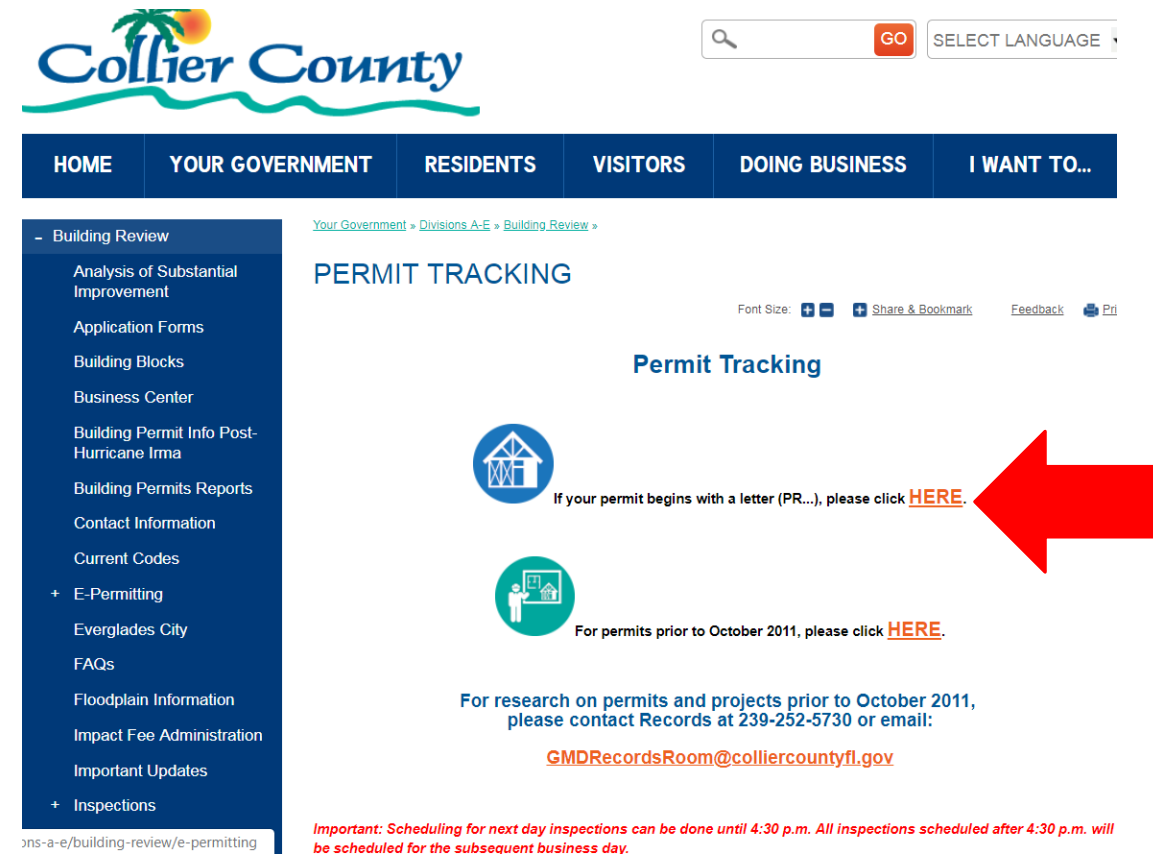 Collier County
GO
SELECT LANGUAGE
HOME
YOUR GOVERNMENT
RESIDENTS
VISITORS
DOING BUSINESS
I WANT TO...
- Building Review
Analysis of Substantial
Improvement
Application Forms
Building Blocks
Business Center
Building Permit Info Post-
Hurricane Irma
Building Permits Reports
Contact Information
Current Codes
+ E-Permitting
Everglades City
FAQs
Floodplain Information
Impact Fee Administration
Important Updates
+ Inspections
ons-a-e/building-review/e-permitting
Your Government » Divisions A-E » Building Review »
PERMIT TRACKING
Font Size: + - + Share & Bookmark Feedback Pri
Permit Tracking
If your permit begins with a letter (PR...), please click HERE.
For permits prior to October 2011, please click HERE.
For research on permits and projects prior to October 2011,
please contact Records at 239-252-5730 or email:
GMDRecordsRoom@colliercountyfl.gov
Important: Scheduling for next day inspections can be done until 4:30 p.m. All inspections scheduled after 4:30 p.m. will
be scheduled for the subsequent business day.